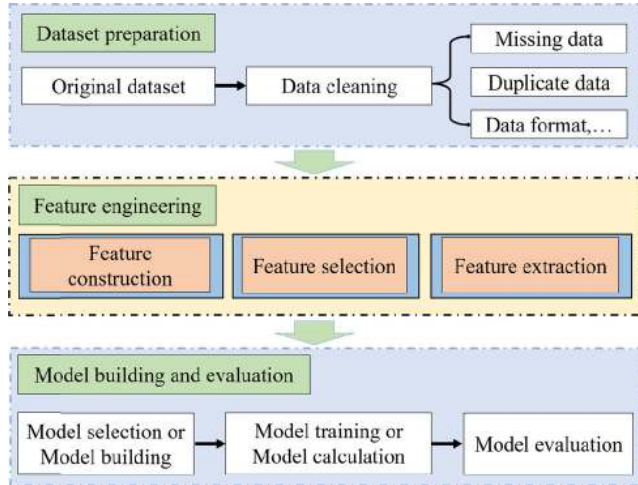 Dataset preparation
Original dataset
Data cleaning
Missing data
Duplicate data
Data format,...
Feature engineering
Feature
construction
Feature selection
Feature extraction
Model building and evaluation
Model selection or
Model building
Model training or
Model calculation
Model evaluation